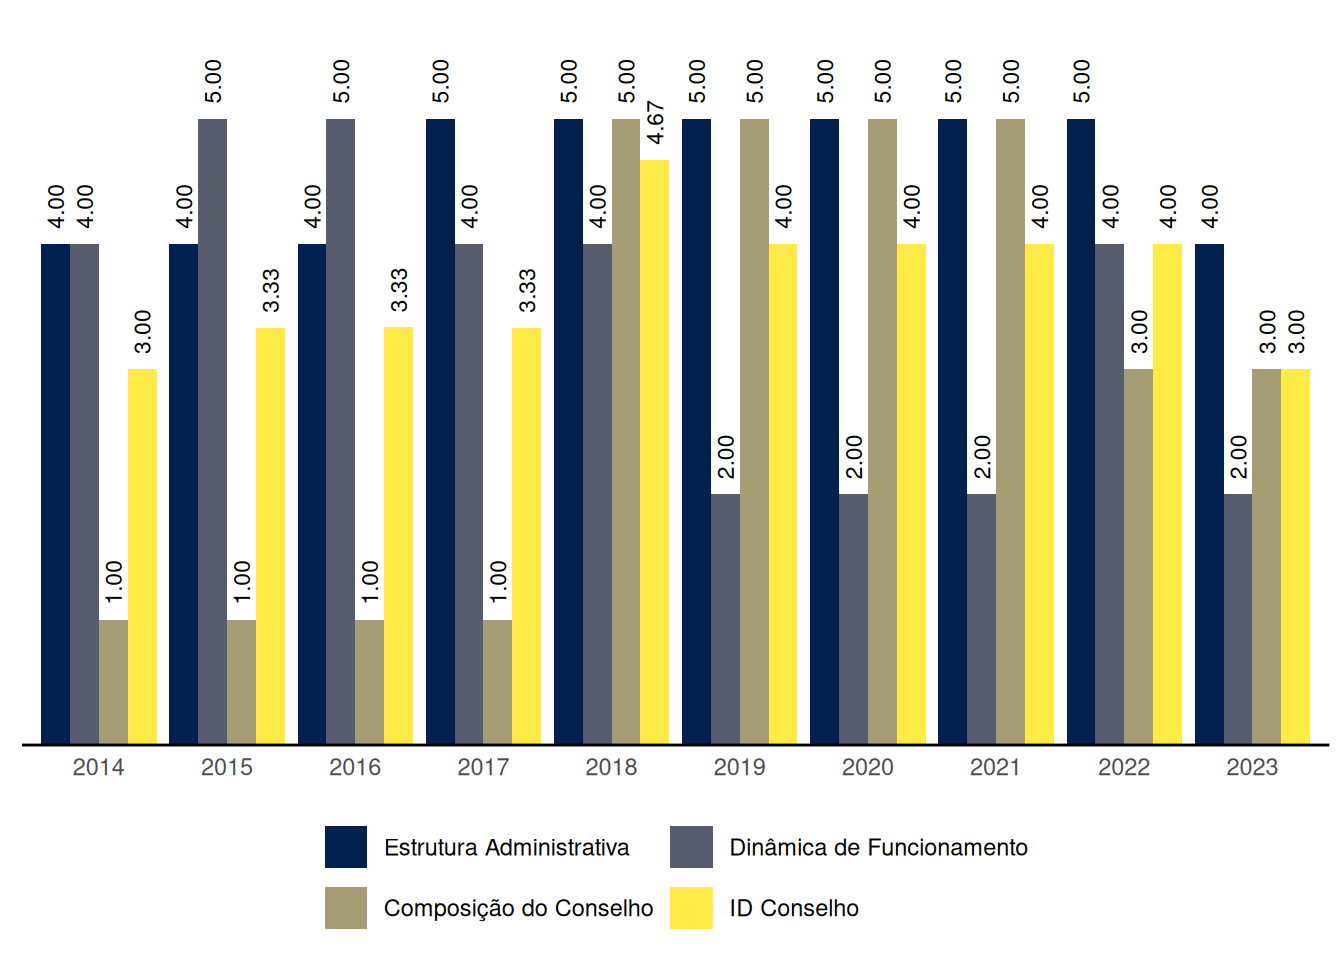 5.00 5.00 5.00 5.00 5.00 5.00 5.00 5.00 5.00 5.00 5.00
4.67
4.00 4.00 4.00 4.00 4.00 4.00 4.00 4.00 4.00 4.00 4.00 4.00
3.00 3.33 3.33 3.33 3.00 3.00 3.00
2.00 2.00 2.00 2.00
1.00 1.00 1.00 1.00
2014 2015 2016 2017 2018 2019 2020 2021 2022 2023
Estrutura Administrativa Dinâmica de Funcionamento
Composição do Conselho ID Conselho